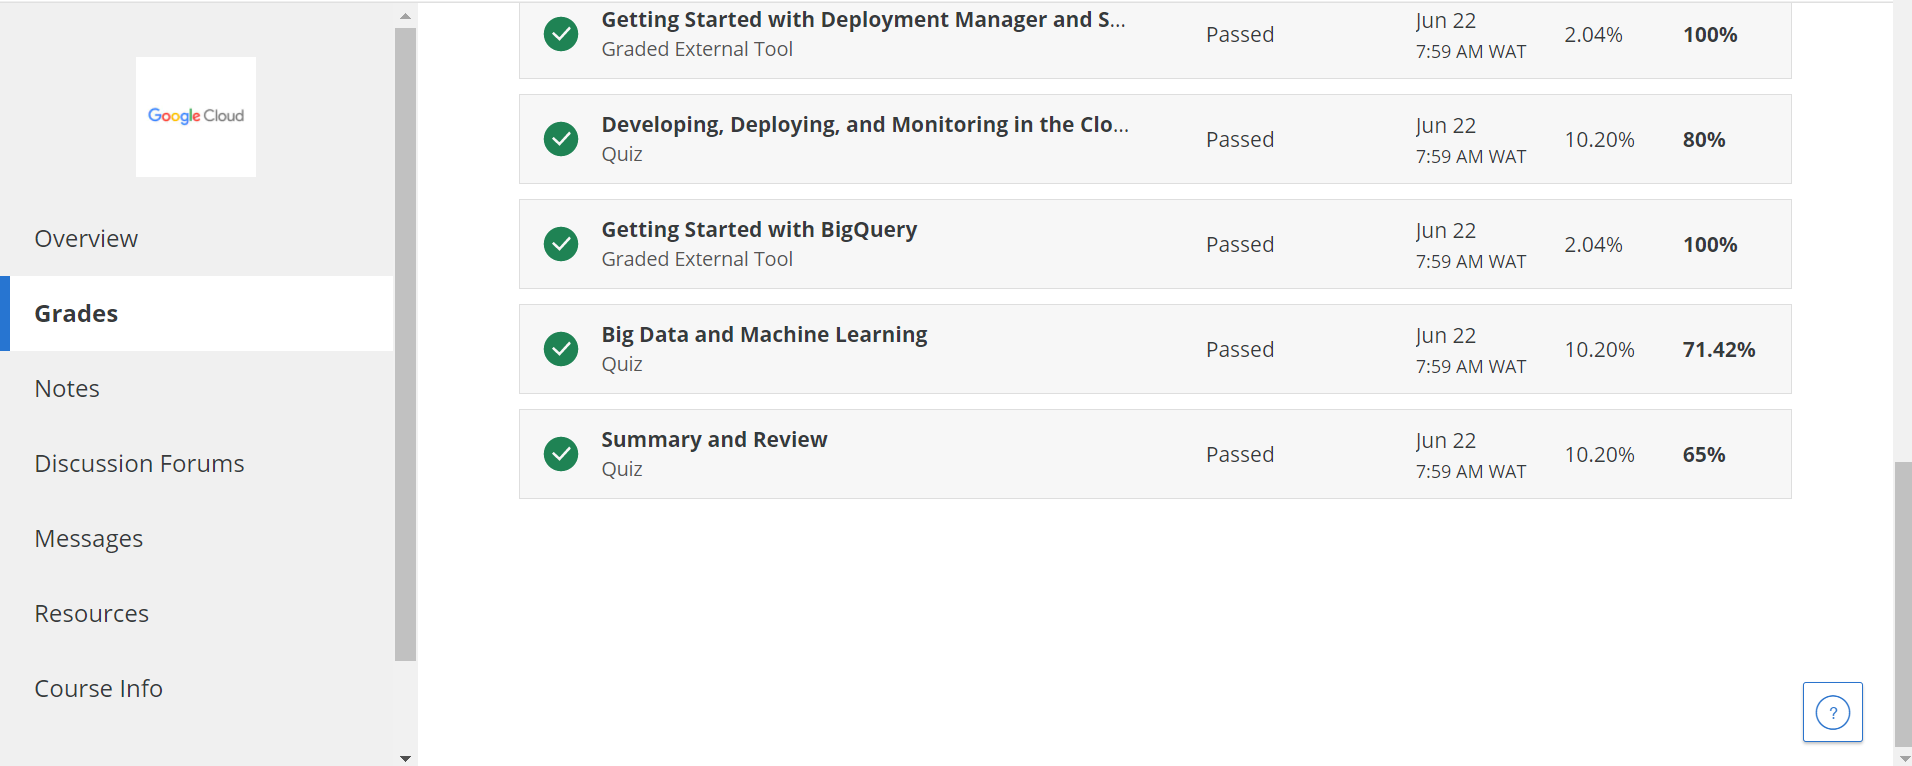 Google Cloud
Overview
Grades
Notes
Discussion Forums
Messages
Resources
Course Info
Getting Started with Deployment Manager and S...
Graded External Tool
Passed
Jun 22
7:59 AM WAT
2.04%
100%
Developing, Deploying, and Monitoring in the Clo...
Quiz
Passed
Jun 22
7:59 AM WAT
10.20%
80%
Getting Started with BigQuery
Graded External Tool
Passed
Jun 22
7:59 AM WAT
2.04%
100%
Big Data and Machine Learning
Quiz
Passed
Jun 22
7:59 AM WAT
10.20%
71.42%
Summary and Review
Quiz
Passed
Jun 22
7:59 AM WAT
10.20%
65%
?